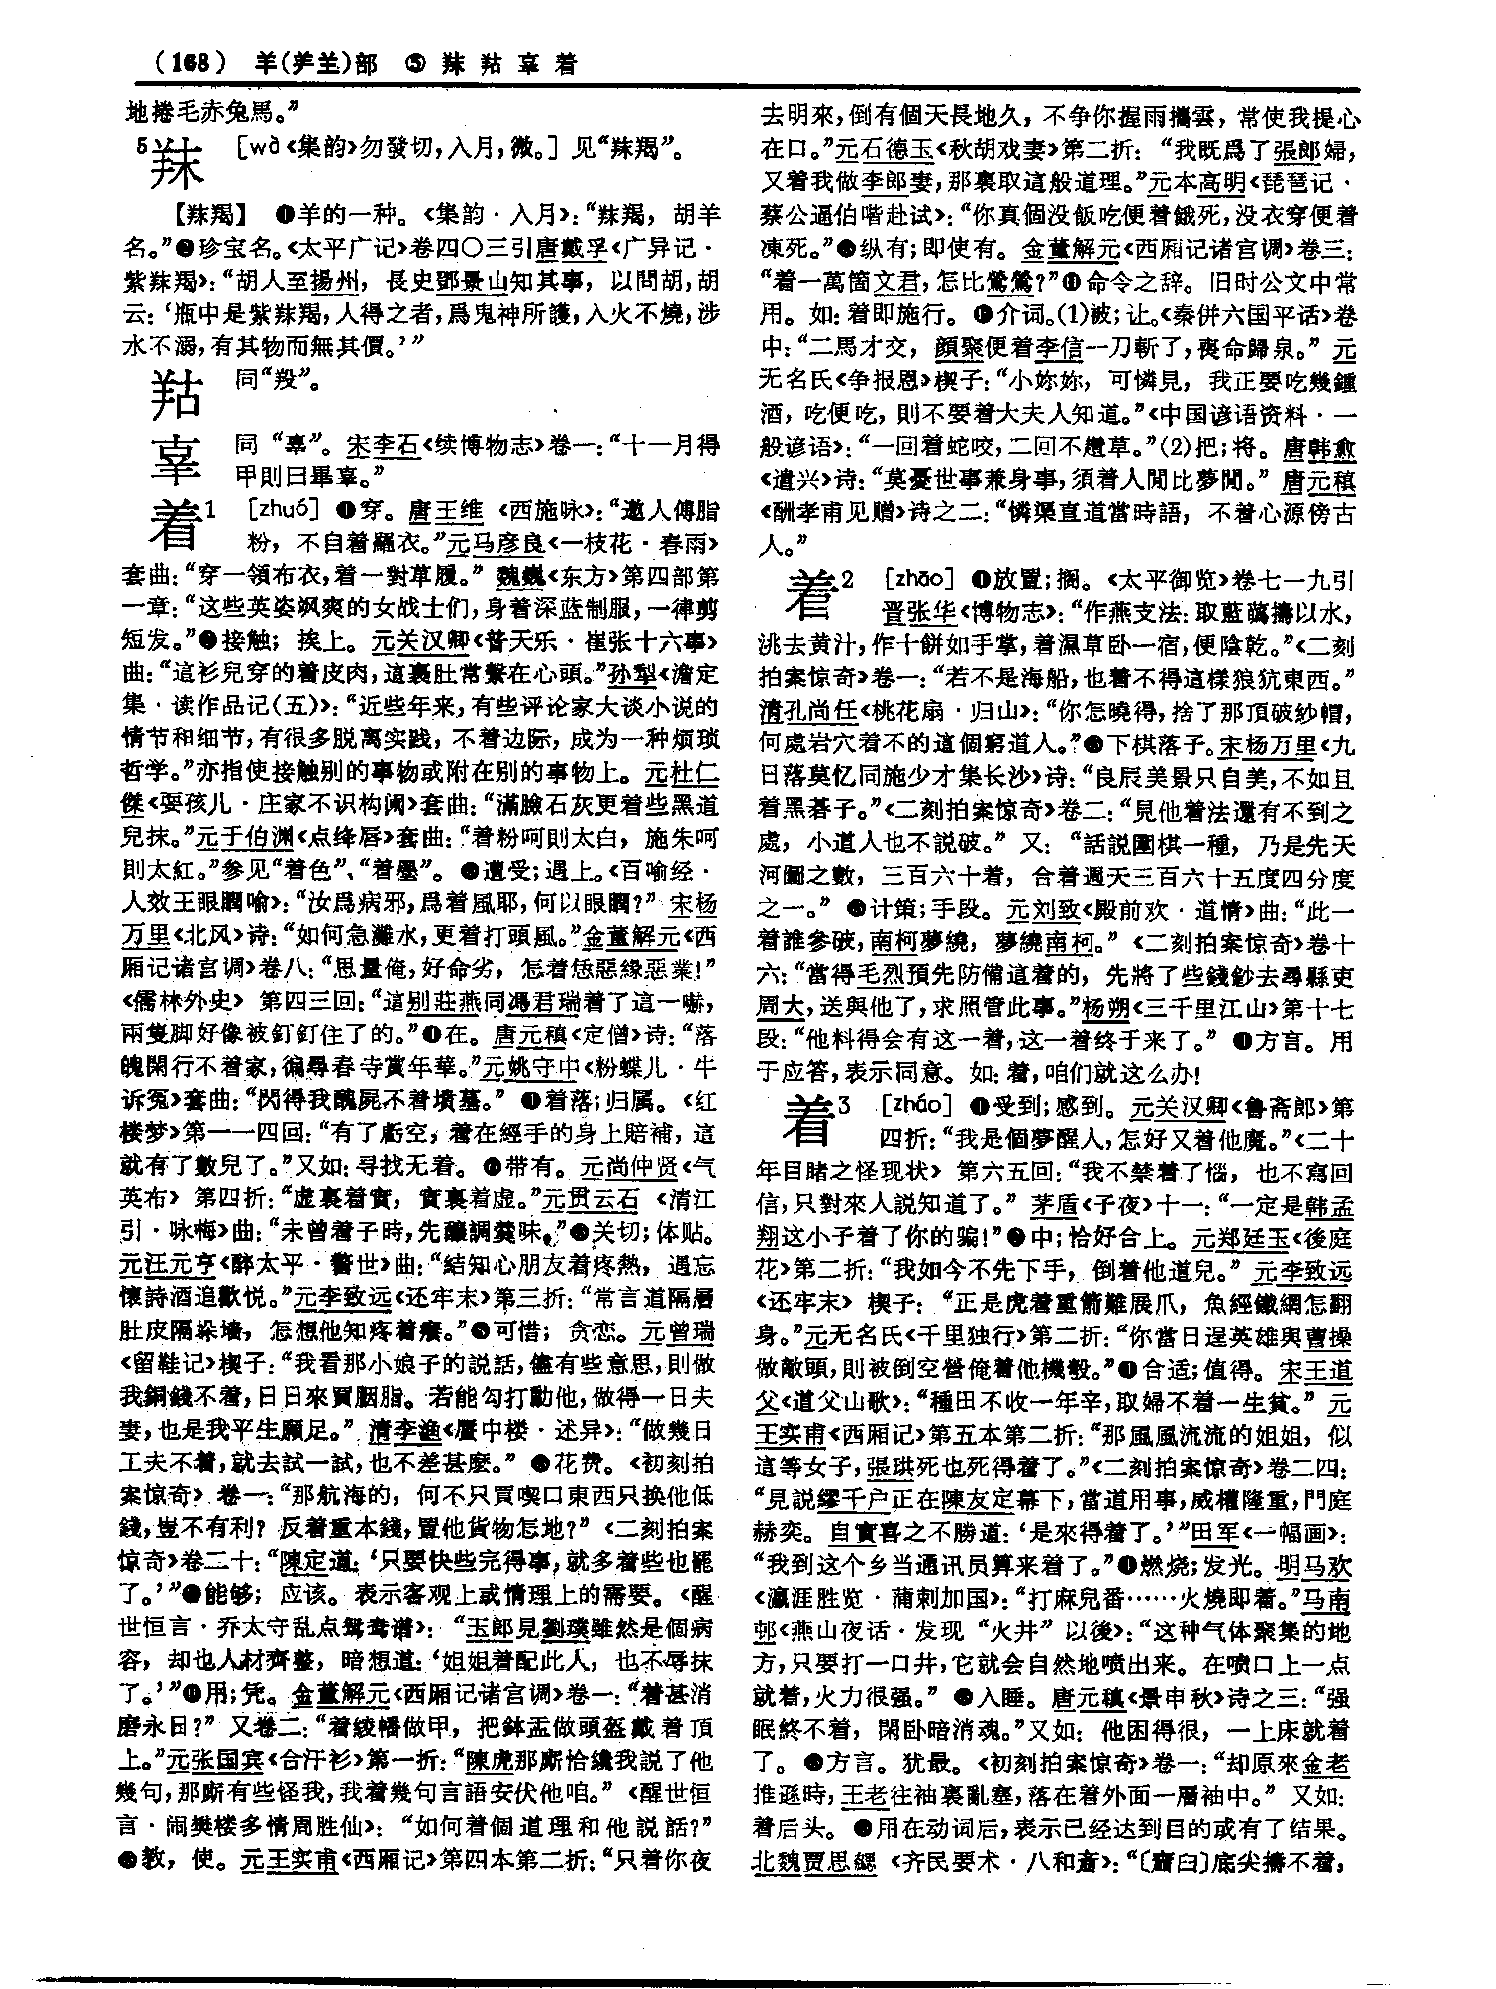 (168) 羊(⺶𦍌)部 ⑤ 䍪 羖 䍤 着
地捲毛赤兔馬。”
5 䍪 [wà《集韵》勿發切,入月,微。] 见“䍪羯”。
【䍪羯】 ❶羊的一种。《集韵·入月》:“䍪羯,胡羊
名。”❷珍宝名。《太平广记》卷四〇三引唐戴孚《广异记·
紫䍪羯》:“胡人至揚州,長史鄧景山知其事,以問胡,胡
云:‘瓶中是紫䍪羯,人得之者,爲鬼神所護,入火不燒,涉
水不溺,有其物而無其價。’”
同“羖”。
同“辜”。宋李石《续博物志》卷一:“十一月得
甲則曰畢辜。”
着1 [zhuó] ❶穿。唐王维《西施咏》:“邀人傅脂
粉,不自着羅衣。”元马彦良《一枝花·春雨》
套曲:“穿一領布衣,着一對草履。”魏巍《东方》第四部第
一章:“这些英姿飒爽的女战士们,身着深蓝制服,一律剪
短发。”❷接触;挨上。元关汉卿《普天乐·崔张十六事》
曲:“這衫兒穿的着皮肉,這裏肚常繫在心頭。”孙犁《澹定
集·读作品记(五)》:“近些年来,有些评论家大谈小说的
情节和细节,有很多脱离实践,不着边际,成为一种烦琐
哲学。”亦指使接触别的事物或附在别的事物上。元杜仁
傑《耍孩儿·庄家不识构阑》套曲:“滿臉石灰更着些黑道
兒抹。”元于伯渊《点绛唇》套曲:“着粉呵則太白,施朱呵
則太紅。”参见“着色”、“着墨”。❸遭受;遇上。《百喻经·
人效王眼瞤喻》:“汝爲病邪,爲着風耶,何以眼瞤?”宋杨
万里《北风》诗:“如何急灘水,更着打頭風。”金董解元《西
厢记诸宫调》卷八:“思量俺,好命劣,怎着恁惡緣惡業!”
《儒林外史》第四三回:“這别莊燕同馮君瑞着了這一嚇,
兩隻脚好像被釘釘住了的。”❹在。唐元稹《定僧》诗:“落
魄閑行不着家,徧尋春寺賞年華。”元姚守中《粉蝶儿·牛
诉冤》套曲:“閃得我醜屍不着墳墓。”❺着落;归属。《红
楼梦》第一一四回:“有了虧空,着在經手的身上賠補,這
就有了數兒了。”又如:寻找无着。❻带有。元尚仲贤《气
英布》第四折:“虚裏着實,實裏着虚。”元贯云石《清江
引·咏梅》曲:“未曾着子時,先釀調羹味。”❼关切;体贴。
元汪元亨《醉太平·警世》曲:“結知心朋友着疼熱,遇忘
懷詩酒追歡悦。”元李致远《还牢末》第三折:“常言道隔層
肚皮隔垛墻,怎想他知疼着癢。”❽可惜;贪恋。元曾瑞
《留鞋记》楔子:“我看那小娘子的説話,儘有些意思,則做
我銅錢不着,日日來買胭脂。若能勾打動他,做得一日夫
妻,也是我平生願足。”清李渔《蜃中楼·述异》:“做幾日
工夫不着,就去試一試,也不差甚麽。”❾花费。《初刻拍
案惊奇》卷一:“那航海的,何不只買喫口東西只换他低
錢,豈不有利?反着重本錢,置他貨物怎地?”《二刻拍案
惊奇》卷二十:“陳定道:‘只要快些完得事,就多着些也罷
了。’”❿能够;应该。表示客观上或情理上的需要。《醒
世恒言·乔太守乱点鸳鸯谱》:“玉郎見劉璞雖然是個病
容,却也人材齊整,暗想道:‘姐姐着配此人,也不辱抹
了。’”⓫用;凭。金董解元《西厢记诸宫调》卷一:“着甚消
磨永日?”又卷二:“着綾幡做甲,把鉢盂做頭盔戴着頂
上。”元张国宾《合汗衫》第一折:“陳虎那廝恰纔我説了他
幾句,那廝有些怪我,我着幾句言語安伏他咱。”《醒世恒
言·闹樊楼多情周胜仙》:“如何着個道理和他説話?”
⓬教,使。元王实甫《西厢记》第四本第二折:“只着你夜
去明來,倒有個天長地久,不争你握雨攜雲,常使我提心
在口。”元石德玉《秋胡戏妻》第二折:“我既爲了張郎婦,
又着我做李郎妻,那裏取這般道理。”元本高明《琵琶记·
蔡公逼伯喈赴试》:“你真個没飯吃便着餓死,没衣穿便着
凍死。”⓭纵有;即使有。金董解元《西厢记诸宫调》卷三:
“着一萬箇文君,怎比鶯鶯?”⓮命令之辞。旧时公文中常
用。如:着即施行。⓯介词。(1)被;让。《秦併六国平话》卷
中:“二馬才交,顔聚便着李信一刀斬了,喪命歸泉。”元
无名氏《争报恩》楔子:“小妳妳,可憐見,我正要吃幾鍾
酒,吃便吃,則不要着大夫人知道。”《中国谚语资料·一
般谚语》:“一回着蛇咬,二回不趲草。”(2)把;将。唐韩愈
《遣兴》诗:“莫憂世事兼身事,須着人間比夢間。”唐元稹
《酬孝甫见赠》诗之二:“憐渠直道當時語,不着心源傍古
人。”
着2 [zhāo] ❶放置;搁。《太平御览》卷七一九引
晋张华《博物志》:“作燕支法:取藍蘤擣以水,
洮去黄汁,作十餅如手掌,着濕草卧一宿,便陰乾。”《二刻
拍案惊奇》卷一:“若不是海船,也着不得這樣狼犺東西。”
清孔尚任《桃花扇·归山》:“你怎曉得,捨了那頂破紗帽,
何處岩穴着不的這個窮道人。”❷下棋落子。宋杨万里《九
日落莫忆同施少才集长沙》诗:“良辰美景只自美,不如且
着黑碁子。”《二刻拍案惊奇》卷二:“見他着法還有不到之
處,小道人也不説破。”又:“話説圍棋一種,乃是先天
河圖之數,三百六十着,合着週天三百六十五度四分度
之一。”❸计策;手段。元刘致《殿前欢·道情》曲:“此一
着誰參破,南柯夢繞,夢繞南柯。”《二刻拍案惊奇》卷十
六:“當得毛烈預先防備這着的,先將了些錢鈔去尋縣吏
周大,送與他了,求照管此事。”杨朔《三千里江山》第十七
段:“他料得会有这一着,这一着终于来了。”❹方言。用
于应答,表示同意。如:着,咱们就这么办!
着3 [zháo] ❶受到;感到。元关汉卿《鲁斋郎》第
四折:“我是個夢醒人,怎好又着他魔。”《二十
年目睹之怪现状》第六五回:“我不禁着了惱,也不寫回
信,只對來人説知道了。”茅盾《子夜》十一:“一定是韩孟
翔这小子着了你的骗!”❷中;恰好合上。元郑廷玉《後庭
花》第二折:“我如今不先下手,倒着他道兒。”元李致远
《还牢末》楔子:“正是虎着重箭難展爪,魚經鐵網怎翻
身。”元无名氏《千里独行》第二折:“你當日逞英雄與曹操
做敵頭,則被倒空營俺着他機彀。”❸合适;值得。宋王道
父《道父山歌》:“種田不收一年辛,取婦不着一生貧。”元
王实甫《西厢记》第五本第二折:“那風風流流的姐姐,似
這等女子,張珙死也死得着了。”《二刻拍案惊奇》卷二四:
“見説繆千户正在陳友定幕下,當道用事,威權隆重,門庭
赫奕。自實喜之不勝道:‘是來得着了。’”田军《一幅画》:
“我到这个乡当通讯员算来着了。”❹燃烧;发光。明马欢
《瀛涯胜览·蒲剌加国》:“打麻兒番……火燒即着。”马南
邨《燕山夜话·发现“火井”以後》:“这种气体聚集的地
方,只要打一口井,它就会自然地喷出来。在喷口上一点
就着,火力很强。”❺入睡。唐元稹《景申秋》诗之三:“强
眠終不着,閑卧暗消魂。”又如:他困得很,一上床就着
了。❻方言。犹最。《初刻拍案惊奇》卷一:“却原來金老
推遜時,王老往袖裏亂塞,落在着外面一層袖中。”又如:
着后头。❼用在动词后,表示已经达到目的或有了结果。
北魏贾思勰《齐民要术·八和齑》:“〔齏臼〕底尖擣不着,